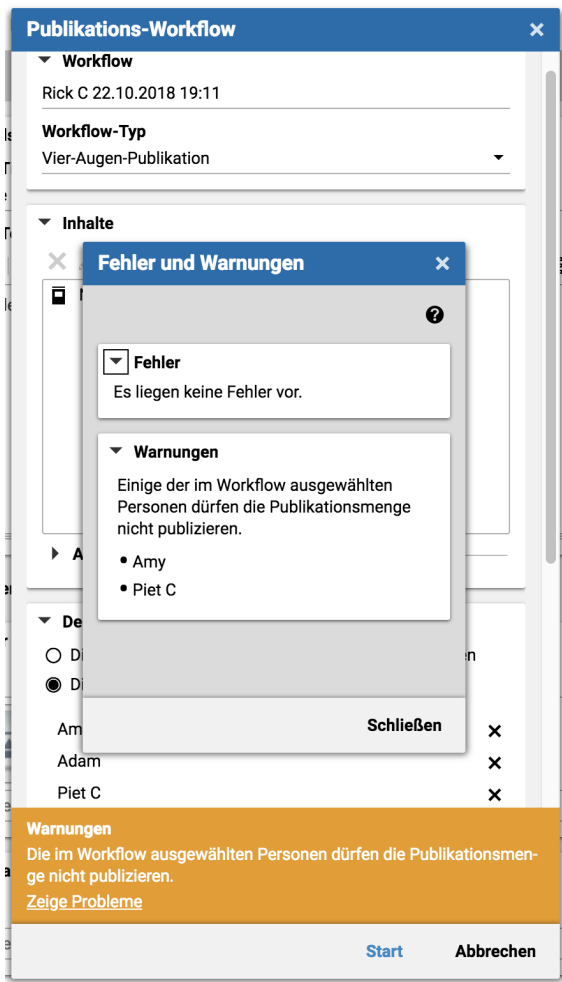 Publikations-Workflow
Workflow
Rick C 22.10.2018 19:11
Workflow-Typ
Vier-Augen-Publikation
Inhalte
Fehler und Warnungen
Fehler
Es liegen keine Fehler vor.
Warnungen
Einige der im Workflow ausgewählten
Personen dürfen die Publikationsmenge
nicht publizieren.
• Amy
• Piet C
Schließen
Adam
Piet C
Warnungen
Die im Workflow ausgewählten Personen dürfen die Publikationsmen-
ge nicht publizieren.
Zeige Probleme
Start
Abbrechen